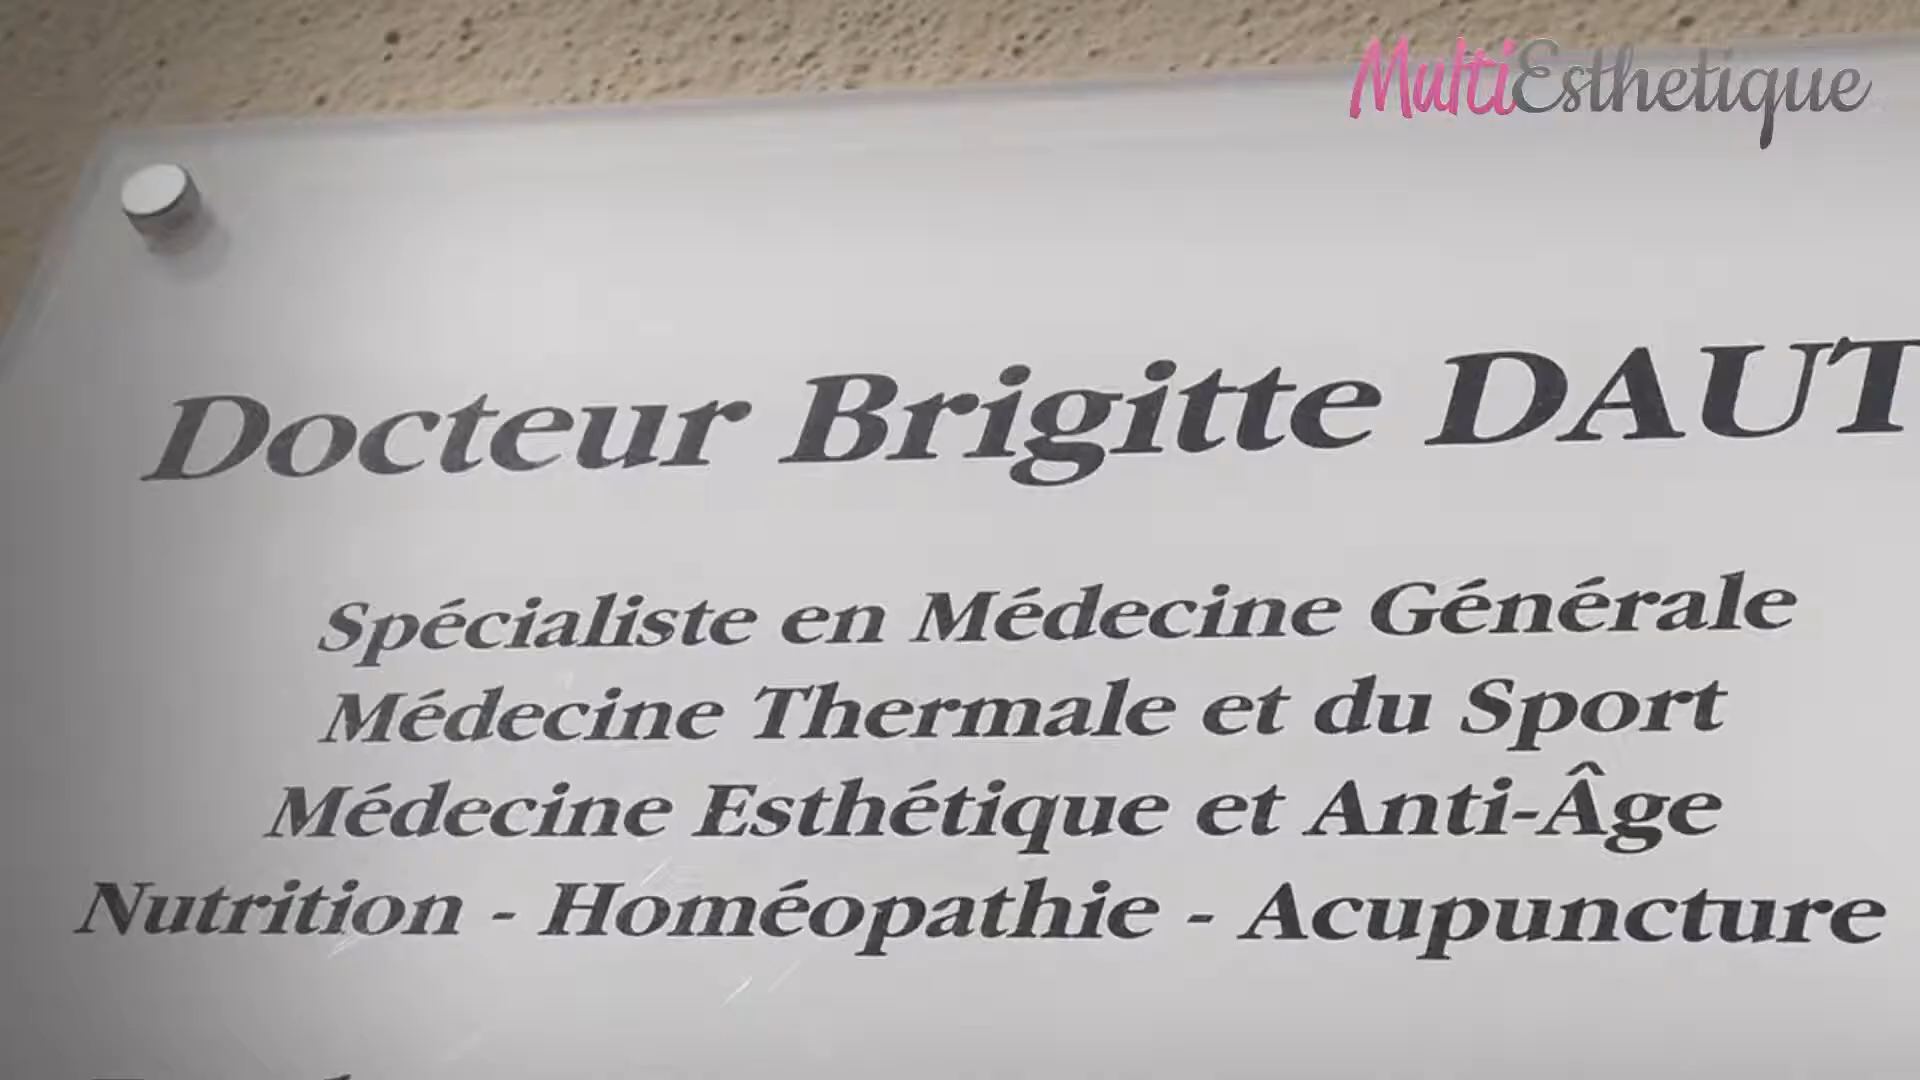 MultiEsthetique
Docteur Brigitte DAUT
Spécialiste en Médecine Générale
Médecine Thermale et du Sport
Médecine Esthétique et Anti-Âge
Nutrition - Homéopathie - Acupuncture